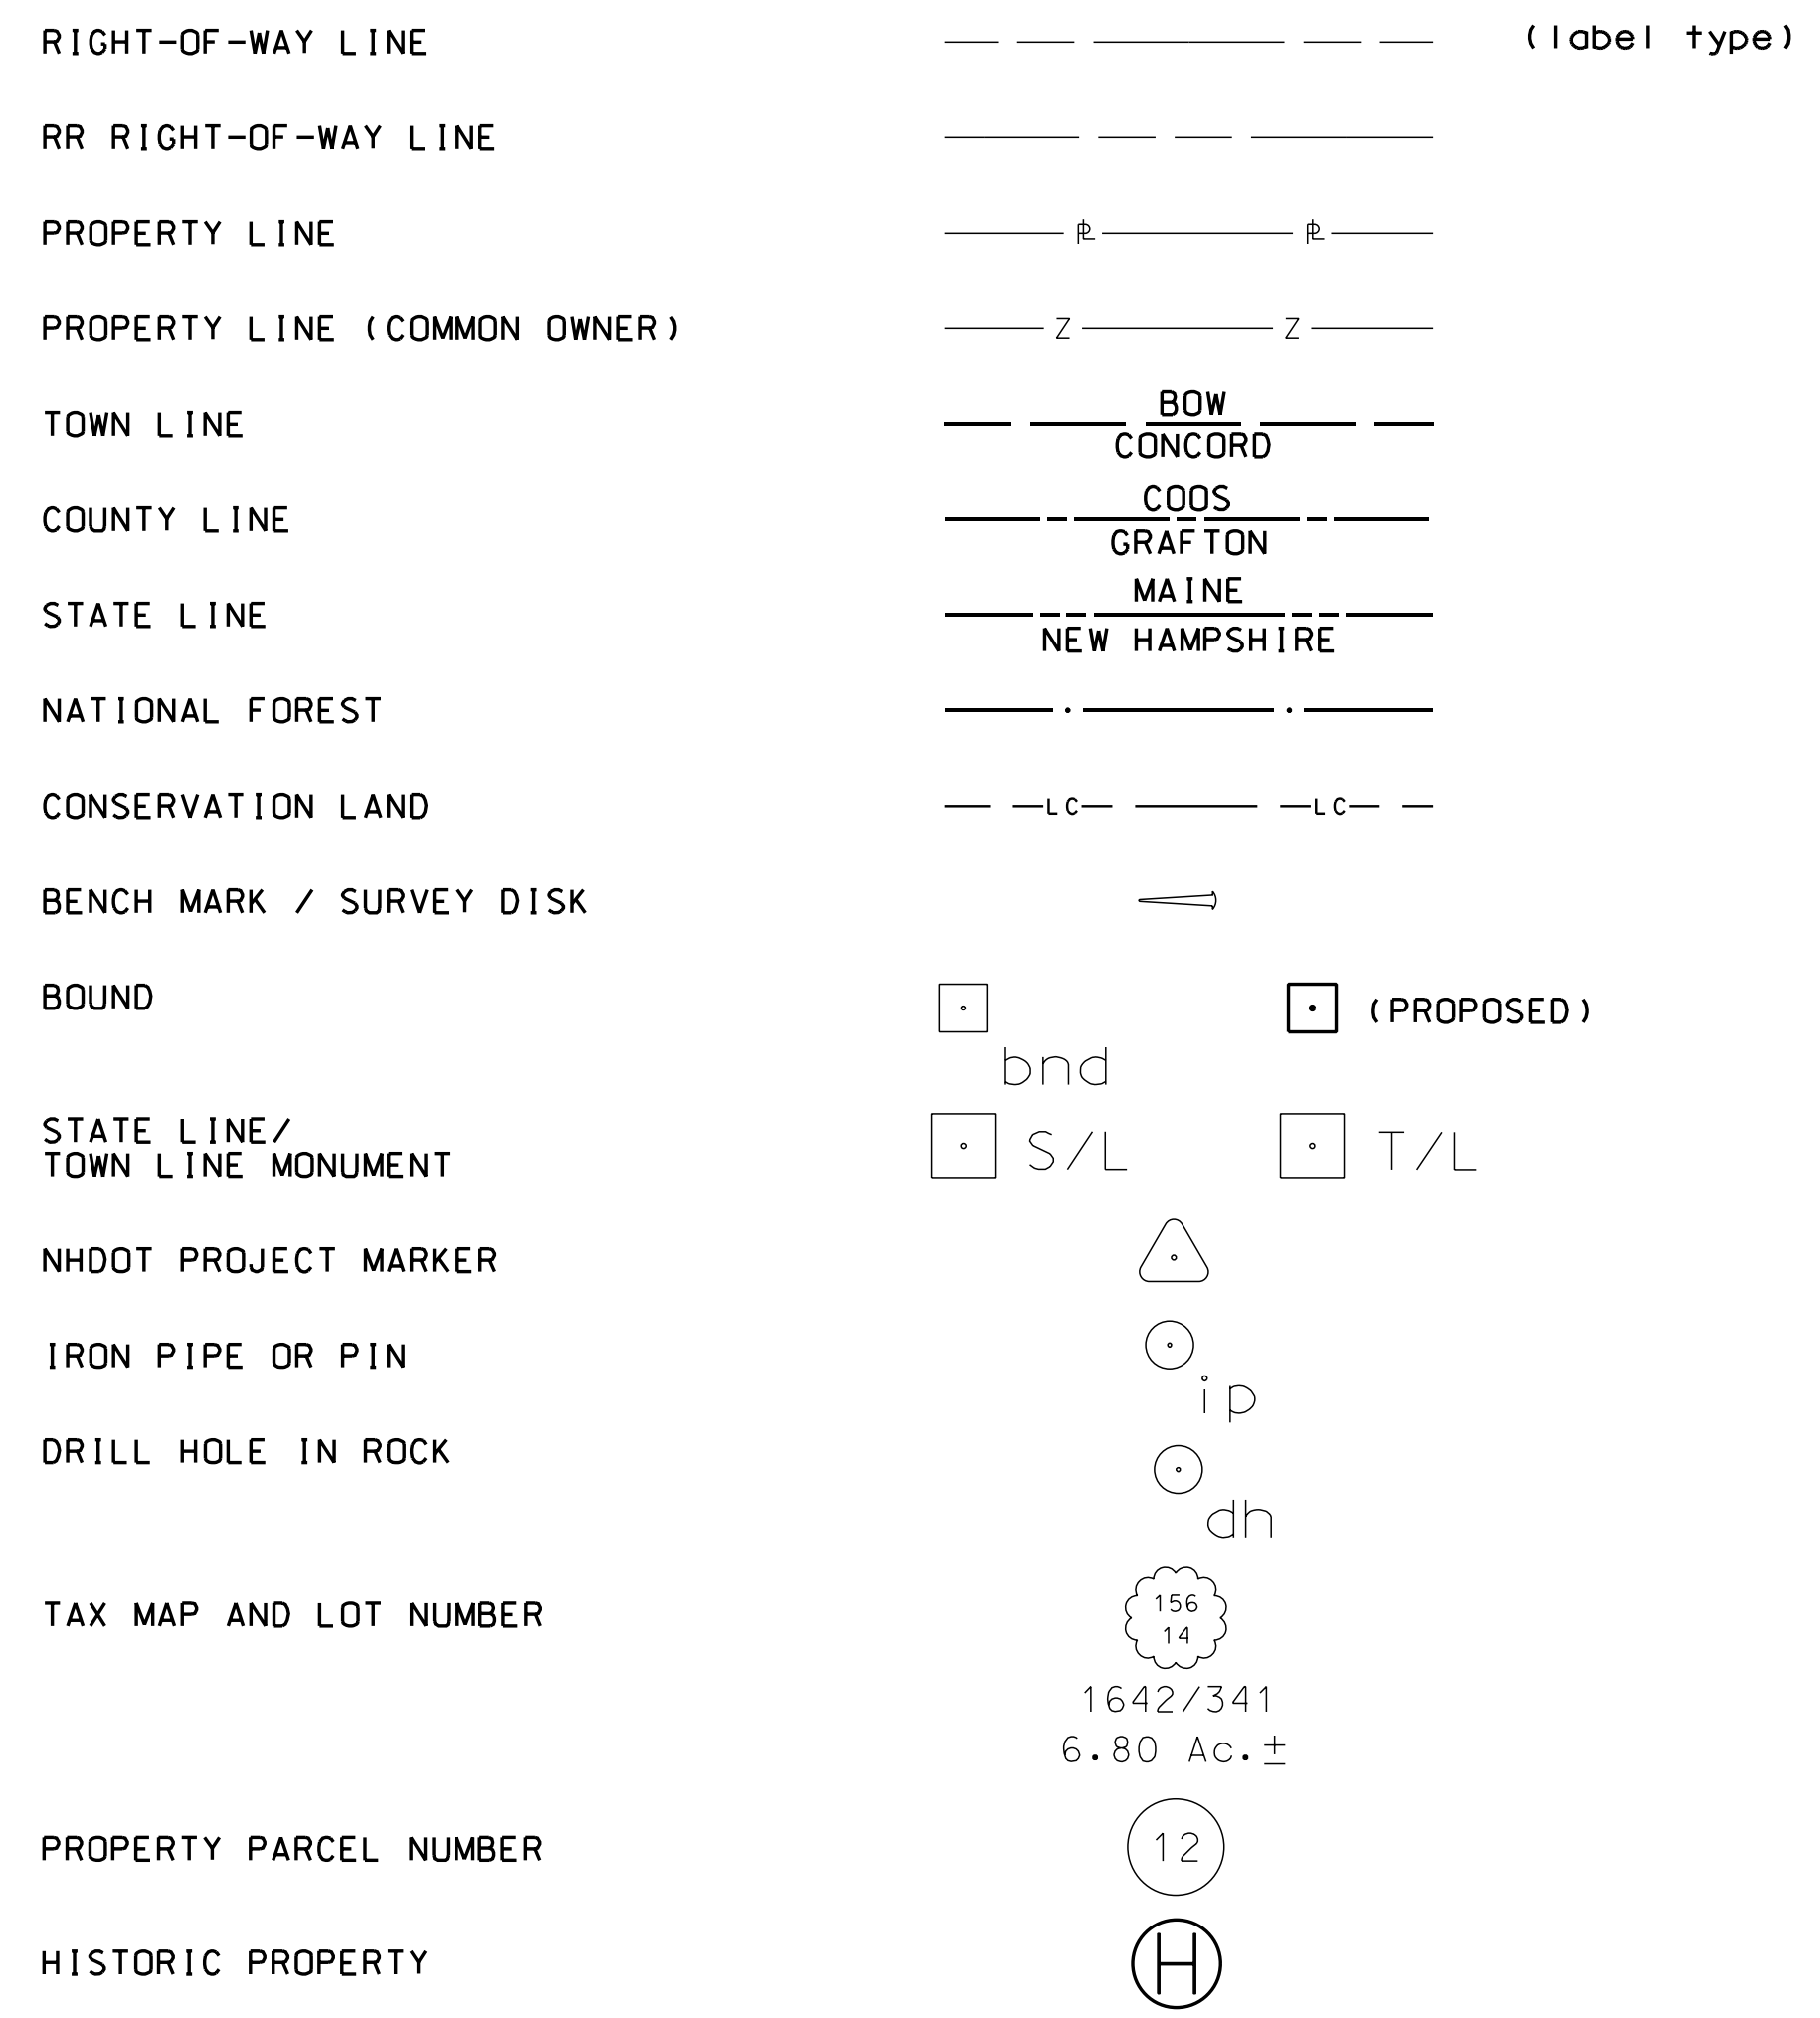 RIGHT-OF-WAY LINE (label type)
RR RIGHT-OF-WAY LINE
PROPERTY LINE PL PL
PROPERTY LINE (COMMON OWNER) Z Z
TOWN LINE
BOW
CONCORD
COUNTY LINE
COOS
GRAFTON
STATE LINE
MAINE
NEW HAMPSHIRE
NATIONAL FOREST
CONSERVATION LAND LC LC
BENCH MARK / SURVEY DISK
BOUND
(PROPOSED)
bnd
STATE LINE/
TOWN LINE MONUMENT
S/L T/L
NHDOT PROJECT MARKER
IRON PIPE OR PIN
ip
DRILL HOLE IN ROCK
dh
TAX MAP AND LOT NUMBER
156
14
1642/341
6.80 Ac.±
PROPERTY PARCEL NUMBER
12
HISTORIC PROPERTY
H